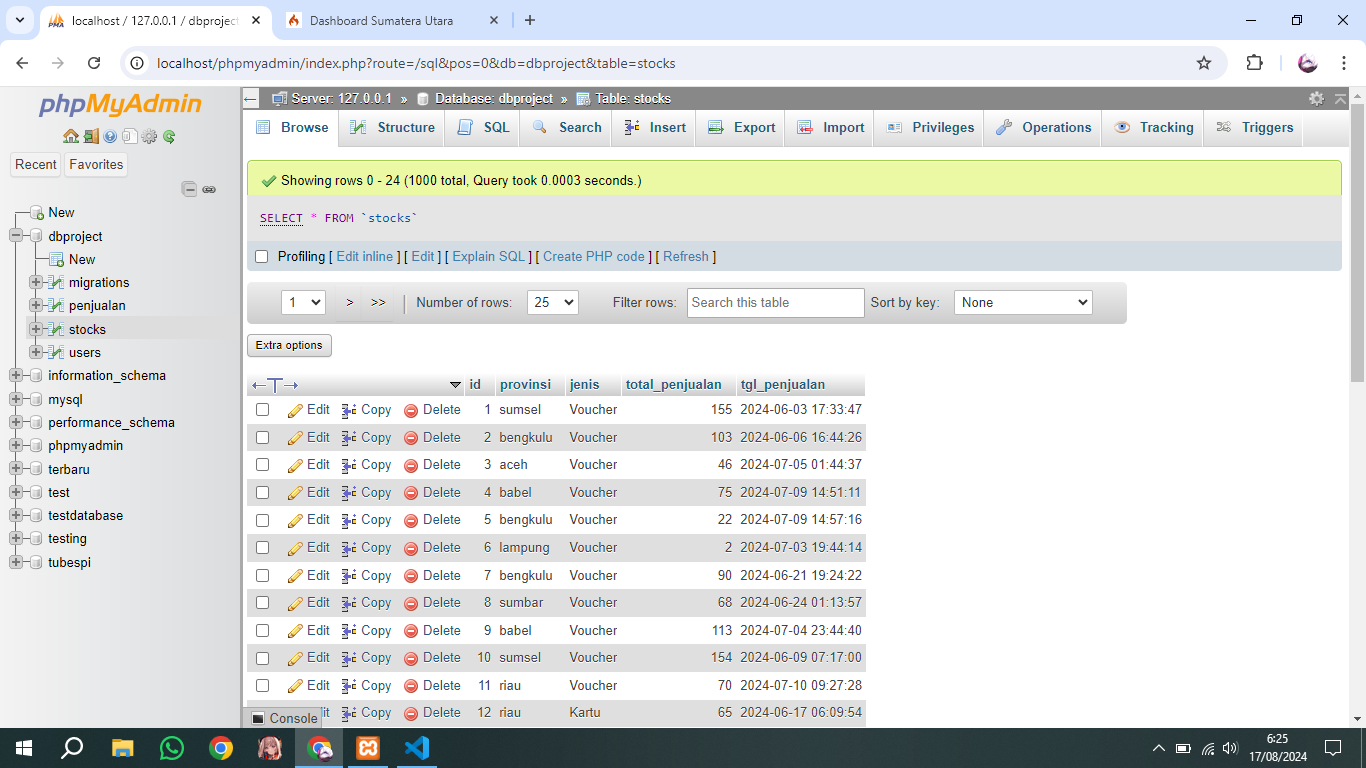 localhost / 127.0.0.1 / dbproject
Dashboard Sumatera Utara
localhost/phpmyadmin/index.php?route=/sql&pos=0&db=dbproject&table=stocks
phpMyAdmin
Recent Favorites
New
dbproject
New
migrations
penjualan
stocks
users
information_schema
mysql
performance_schema
phpmyadmin
terbaru
test
testdatabase
testing
tubespi
Server: 127.0.0.1 » Database: dbproject » Table: stocks
Browse Structure SQL Search Insert Export Import Privileges Operations Tracking Triggers
Showing rows 0 - 24 (1000 total, Query took 0.0003 seconds.)
SELECT * FROM `stocks`
Profiling [ Edit inline ] [ Edit ] [ Explain SQL ] [ Create PHP code ] [ Refresh ]
1 > >> | Number of rows: 25 Filter rows: Search this table Sort by key: None
Extra options
id provinsi jenis total_penjualan tgl_penjualan
Edit Copy Delete 1 sumsel Voucher 155 2024-06-03 17:33:47
Edit Copy Delete 2 bengkulu Voucher 103 2024-06-06 16:44:26
Edit Copy Delete 3 aceh Voucher 46 2024-07-05 01:44:37
Edit Copy Delete 4 babel Voucher 75 2024-07-09 14:51:11
Edit Copy Delete 5 bengkulu Voucher 22 2024-07-09 14:57:16
Edit Copy Delete 6 lampung Voucher 2 2024-07-03 19:44:14
Edit Copy Delete 7 bengkulu Voucher 90 2024-06-21 19:24:22
Edit Copy Delete 8 sumbar Voucher 68 2024-06-24 01:13:57
Edit Copy Delete 9 babel Voucher 113 2024-07-04 23:44:40
Edit Copy Delete 10 sumsel Voucher 154 2024-06-09 07:17:00
Edit Copy Delete 11 riau Voucher 70 2024-07-10 09:27:28
Copy Delete 12 riau Kartu 65 2024-06-17 06:09:54
Console
6:25
17/08/2024